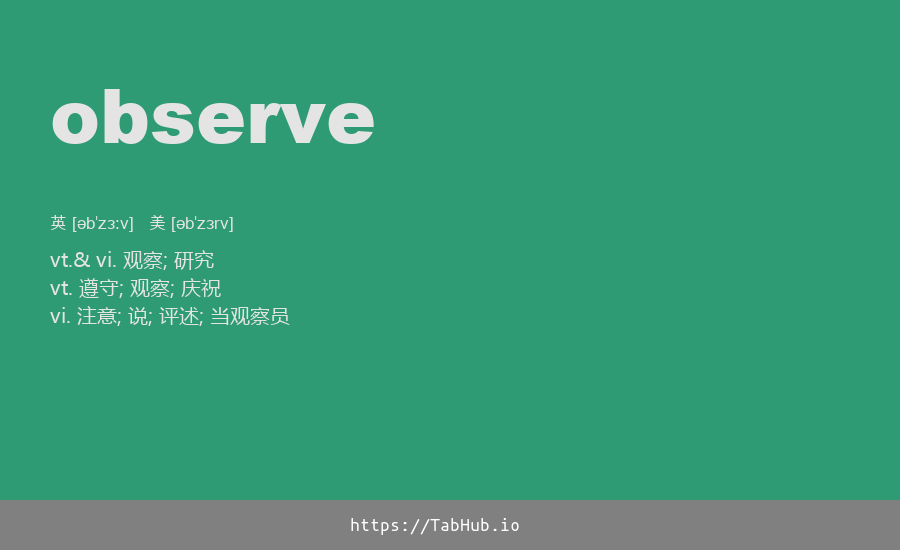 observe
英 [əbˈzɜːv] 美 [əbˈzɜrv]
vt.& vi. 观察; 研究
vt. 遵守; 观察; 庆祝
vi. 注意; 说; 评述; 当观察员
https://TabHub.io